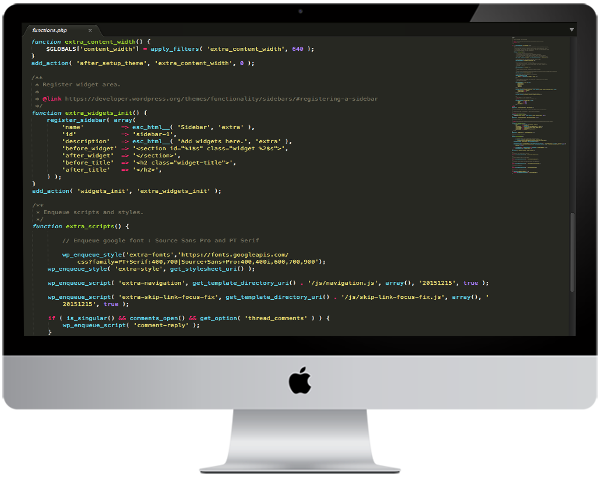 functions.php ×
function extra_content_width() {
$GLOBALS['content_width'] = apply_filters( 'extra_content_width', 640 );
}
add_action( 'after_setup_theme', 'extra_content_width', 0 );
/**
* Register widget area.
*
* @link https://developer.wordpress.org/themes/functionality/sidebars/#registering-a-sidebar
*/
function extra_widgets_init() {
register_sidebar( array(
'name' => esc_html__( 'Sidebar', 'extra' ),
'id' => 'sidebar-1',
'description' => esc_html__( 'Add widgets here.', 'extra' ),
'before_widget' => '<section id="%1$s" class="widget %2$s">',
'after_widget' => '</section>',
'before_title' => '<h2 class="widget-title">',
'after_title' => '</h2>',
) );
}
add_action( 'widgets_init', 'extra_widgets_init' );
/**
* Enqueue scripts and styles.
*/
function extra_scripts() {
// Enqueue google font : Source Sans Pro and PT Serif
wp_enqueue_style('extra-fonts','https://fonts.googleapis.com/
css?family=PT+Serif:400,700|Source+Sans+Pro:400,400i,600,700,900');
wp_enqueue_style( 'extra-style', get_stylesheet_uri() );
wp_enqueue_script( 'extra-navigation', get_template_directory_uri() . '/js/navigation.js', array(), '20151215', true );
wp_enqueue_script( 'extra-skip-link-focus-fix', get_template_directory_uri() . '/js/skip-link-focus-fix.js', array(), '
20151215', true );
if ( is_singular() && comments_open() && get_option( 'thread_comments' ) ) {
wp_enqueue_script( 'comment-reply' );
}